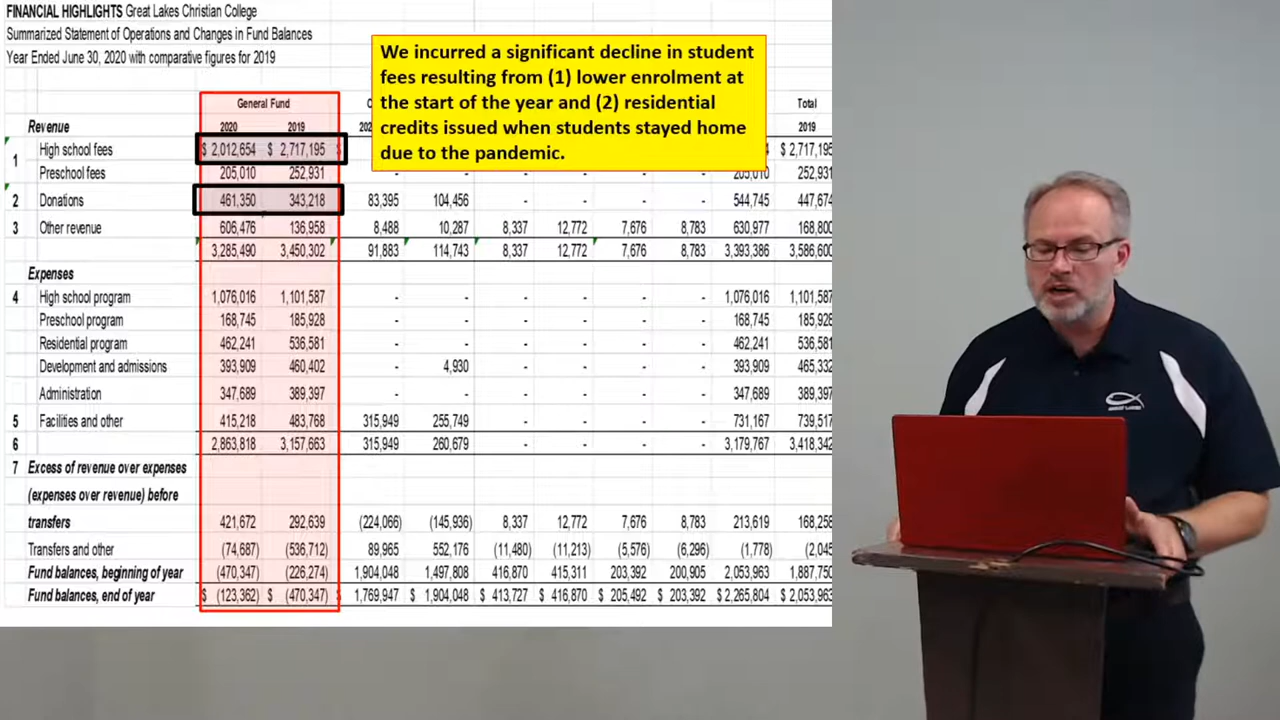 FINANCIAL HIGHLIGHTS Great Lakes Christian College
Summarized Statement of Operations and Changes in Fund Balances
Year Ended June 30, 2020 with comparative figures for 2019
We incurred a significant decline in student
fees resulting from (1) lower enrolment at
the start of the year and (2) residential
credits issued when students stayed home
due to the pandemic.
General Fund Total
Revenue 2020 2019 2019
1 High school fees $ 2,012,654 $ 2,717,195 $ 2,717,195
Preschool fees 205,010 252,931 - - - - - - 205,010 252,931
2 Donations 461,350 343,218 83,395 104,456 - - - - 544,745 447,674
3 Other revenue 606,476 136,958 8,488 10,287 8,337 12,772 7,676 8,783 630,977 168,800
3,285,490 3,450,302 91,883 114,743 8,337 12,772 7,676 8,783 3,393,386 3,586,600
Expenses
4 High school program 1,076,016 1,101,587 - - - - - - 1,076,016 1,101,587
Preschool program 168,745 185,928 - - - - - - 168,745 185,928
Residential program 462,241 536,581 - - - - - - 462,241 536,581
Development and admissions 393,909 460,402 - 4,930 - - - - 393,909 465,332
Administration 347,689 389,397 - - - - - - 347,689 389,397
5 Facilities and other 415,218 483,768 315,949 255,749 - - - - 731,167 739,517
6 2,863,818 3,157,663 315,949 260,679 - - - - 3,179,767 3,418,342
7 Excess of revenue over expenses
(expenses over revenue) before
transfers 421,672 292,639 (224,066) (145,936) 8,337 12,772 7,676 8,783 213,619 168,258
Transfers and other (74,687) (536,712) 89,965 552,176 (11,480) (11,213) (5,576) (6,296) (1,778) (2,045
Fund balances, beginning of year (470,347) (226,274) 1,904,048 1,497,808 416,870 415,311 203,392 200,905 2,053,963 1,887,750
Fund balances, end of year $ (123,362) $ (470,347) $ 1,769,947 $ 1,904,048 $ 413,727 $ 416,870 $ 205,492 $ 203,392 $ 2,265,804 $ 2,053,963
GREAT LAKES